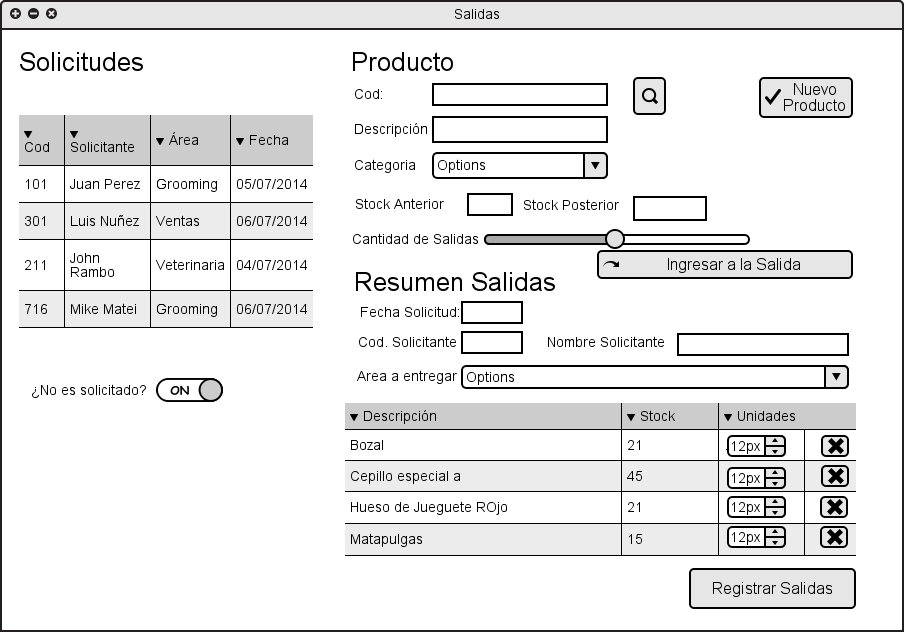 Salidas
Solicitudes
Cod Solicitante Área Fecha
101 Juan Perez Grooming 05/07/2014
301 Luis Nuñez Ventas 06/07/2014
211 John Rambo Veterinaria 04/07/2014
716 Mike Matei Grooming 06/07/2014
¿No es solicitado? ON
Producto
Cod:
Nuevo
Producto
Descripción
Categoria Options
Stock Anterior Stock Posterior
Cantidad de Salidas
Ingresar a la Salida
Resumen Salidas
Fecha Solicitud:
Cod. Solicitante Nombre Solicitante
Area a entregar Options
Descripción Stock Unidades
Bozal 21 12px
Cepillo especial a 45 12px
Hueso de Jueguete ROjo 21 12px
Matapulgas 15 12px
Registrar Salidas